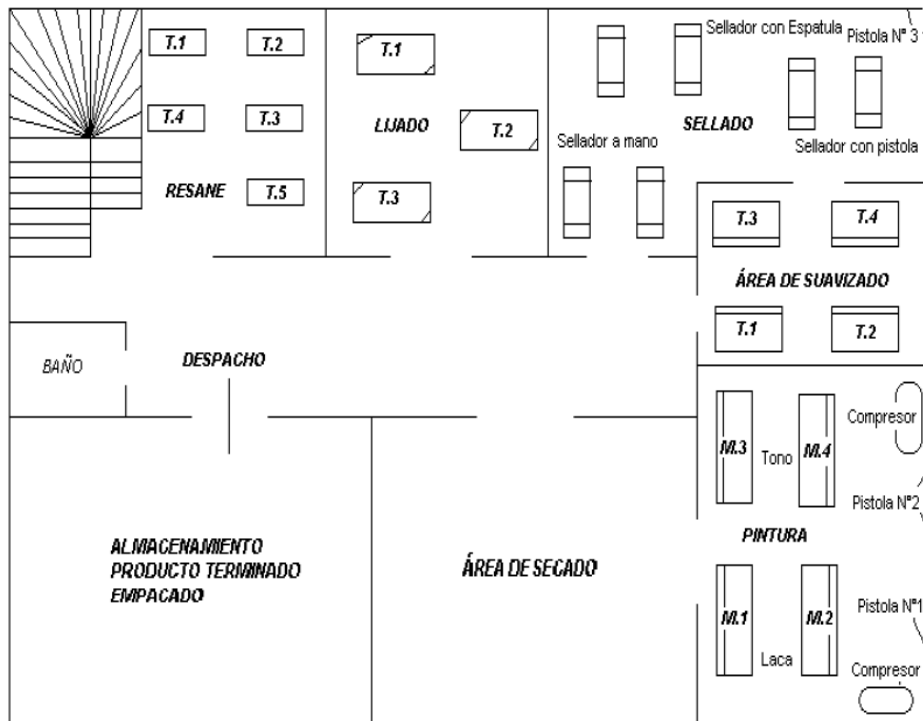 T.1
T.2
T.4
T.3
T.5
RESANE
T.1
T.2
T.3
LIJADO
Sellador con Espatula
Pistola N° 3
SELLADO
Sellador a mano
Sellador con pistola
T.3
T.4
ÁREA DE SUAVIZADO
T.1
T.2
BAÑO
DESPACHO
M.3
Tono
M.4
Compresor
Pistola N°2
PINTURA
M.1
Laca
M.2
Pistola N°1
Compresor
ALMACENAMIENTO
PRODUCTO TERMINADO
EMPACADO
ÁREA DE SECADO